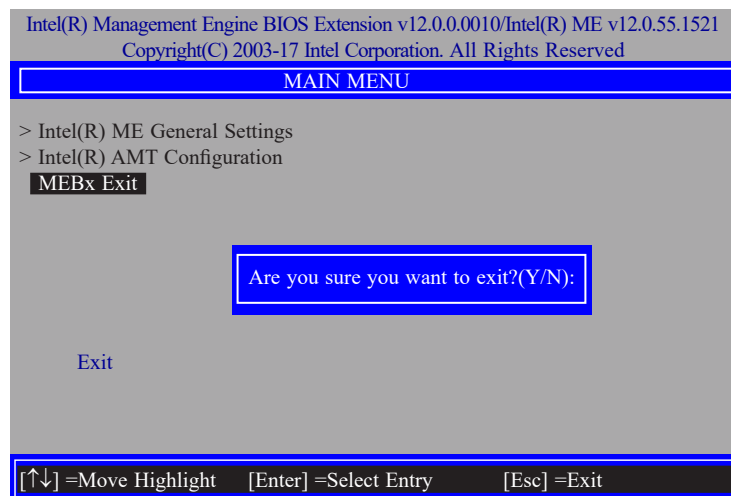 Intel(R) Management Engine BIOS Extension v12.0.0.0010/Intel(R) ME v12.0.55.1521
Copyright(C) 2003-17 Intel Corporation. All Rights Reserved
MAIN MENU
> Intel(R) ME General Settings
> Intel(R) AMT Configuration
MEBx Exit
Are you sure you want to exit?(Y/N):
Exit
[↑↓] =Move Highlight [Enter] =Select Entry [Esc] =Exit